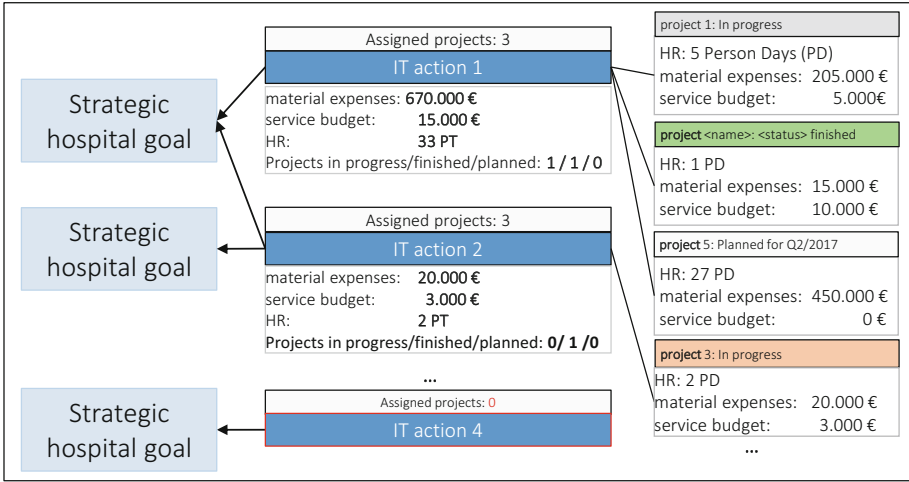 Strategic
hospital goal
Strategic
hospital goal
Strategic
hospital goal
Assigned projects: 3
IT action 1
material expenses: 670.000 €
service budget: 15.000 €
HR: 33 PT
Projects in progress/finished/planned: 1 / 1 / 0
Assigned projects: 3
IT action 2
material expenses: 20.000 €
service budget: 3.000 €
HR: 2 PT
Projects in progress/finished/planned: 0/ 1 /0
...
Assigned projects: 0
IT action 4
project 1: In progress
HR: 5 Person Days (PD)
material expenses: 205.000 €
service budget: 5.000€
project <name>: <status> finished
HR: 1 PD
material expenses: 15.000 €
service budget: 10.000 €
project 5: Planned for Q2/2017
HR: 27 PD
material expenses: 450.000 €
service budget: 0 €
project 3: In progress
HR: 2 PD
material expenses: 20.000 €
service budget: 3.000 €
...